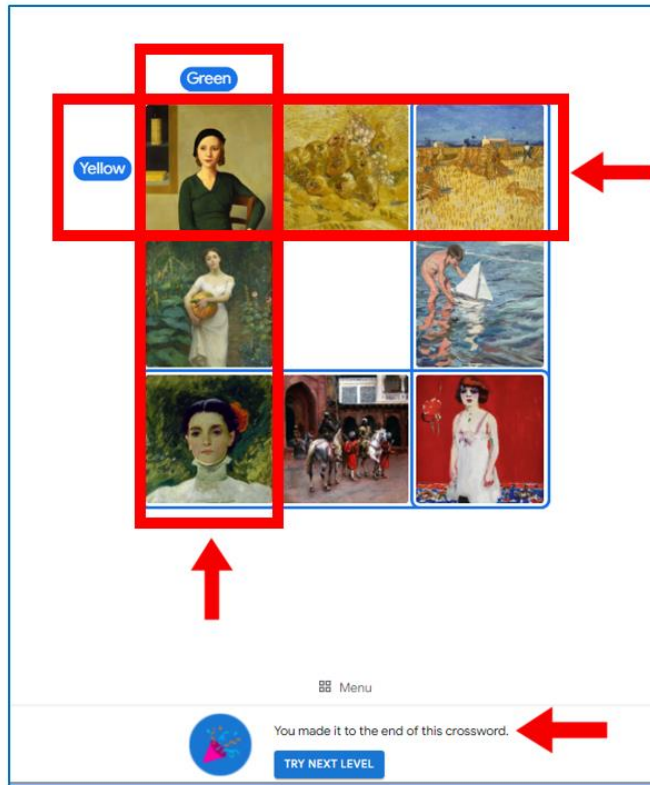 Green
Yellow
Menu
You made it to the end of this crossword.
TRY NEXT LEVEL